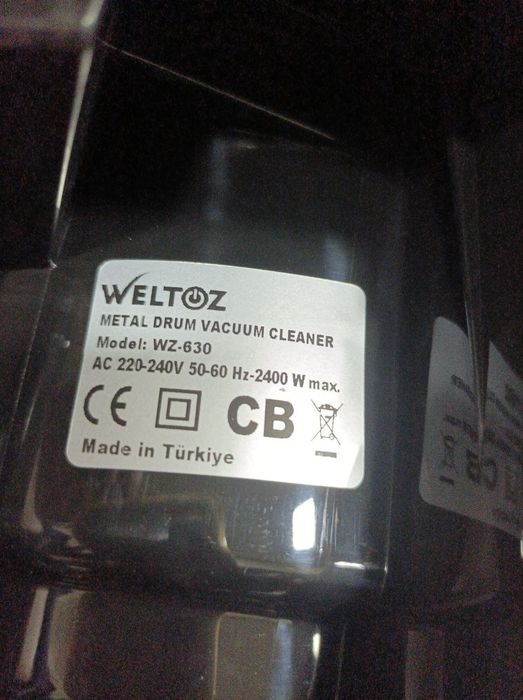 WELTOZ
METAL DRUM VACUUM CLEANER
Model: WZ-630
AC 220-240V 50-60 Hz-2400 W max.
CE CB
Made in Türkiye
CB